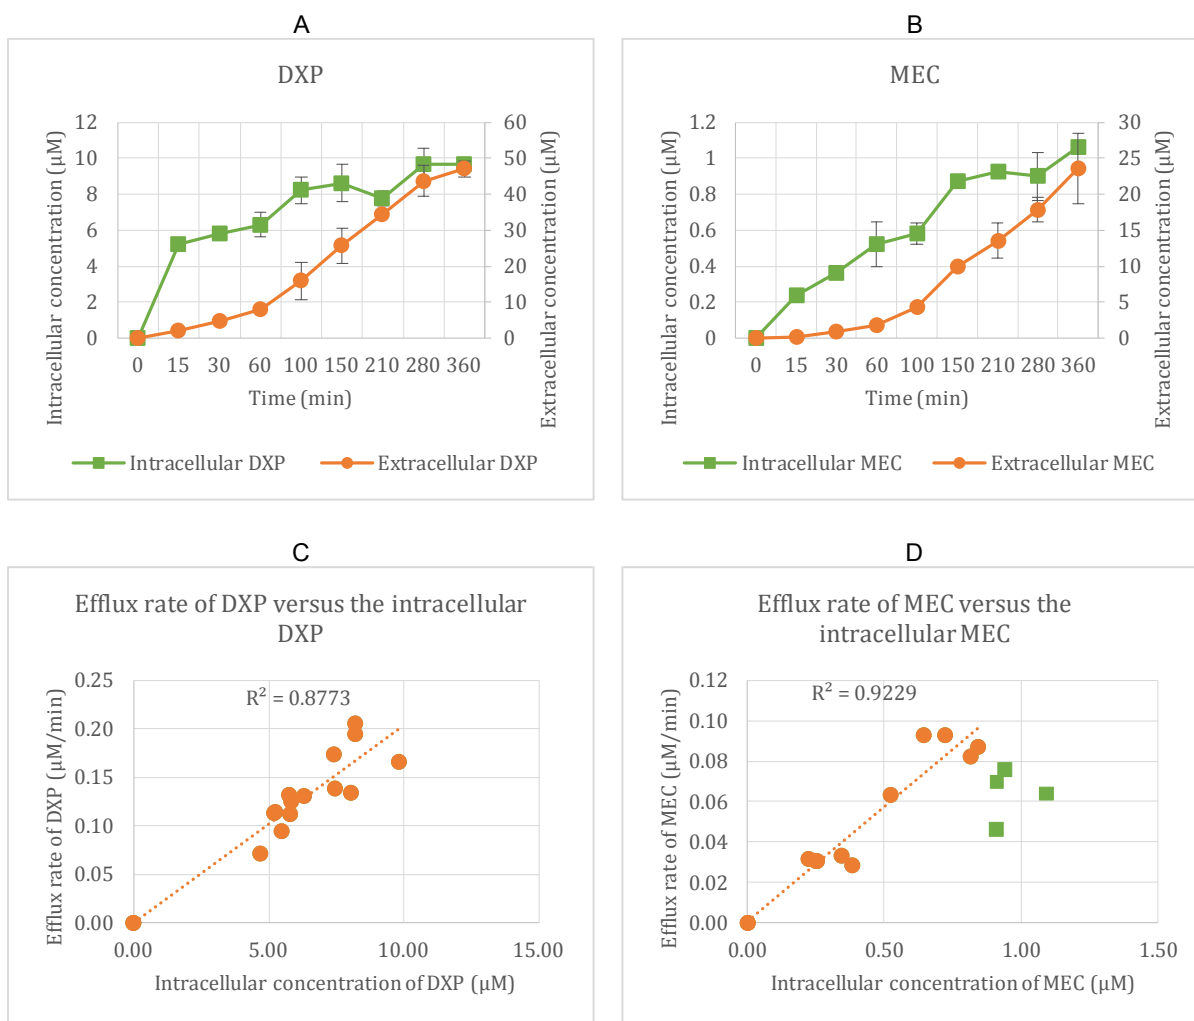 A
DXP
Intracellular concentration (µM)
12
10
8
6
4
2
0
60
50
40
30
20
10
0
Extracellular concentration (µM)
0 15 30 60 100 150 210 280 360
Time (min)
Intracellular DXP Extracellular DXP
B
MEC
Intracellular concentration (µM)
1.2
1
0.8
0.6
0.4
0.2
0
30
25
20
15
10
5
0
Extracellular concentration (µM)
0 15 30 60 100 150 210 280 360
Time (min)
Intracellular MEC Extracellular MEC
C
Efflux rate of DXP versus the intracellular
DXP
Efflux rate of DXP (µM/min)
0.25
0.20
0.15
0.10
0.05
0.00
R² = 0.8773
0.00 5.00 10.00 15.00
Intracellular concentration of DXP (µM)
D
Efflux rate of MEC versus the
intracellular MEC
Efflux rate of MEC (µM/min)
0.12
0.10
0.08
0.06
0.04
0.02
0.00
R² = 0.9229
0.00 0.50 1.00 1.50
Intracellular concentration of MEC (µM)